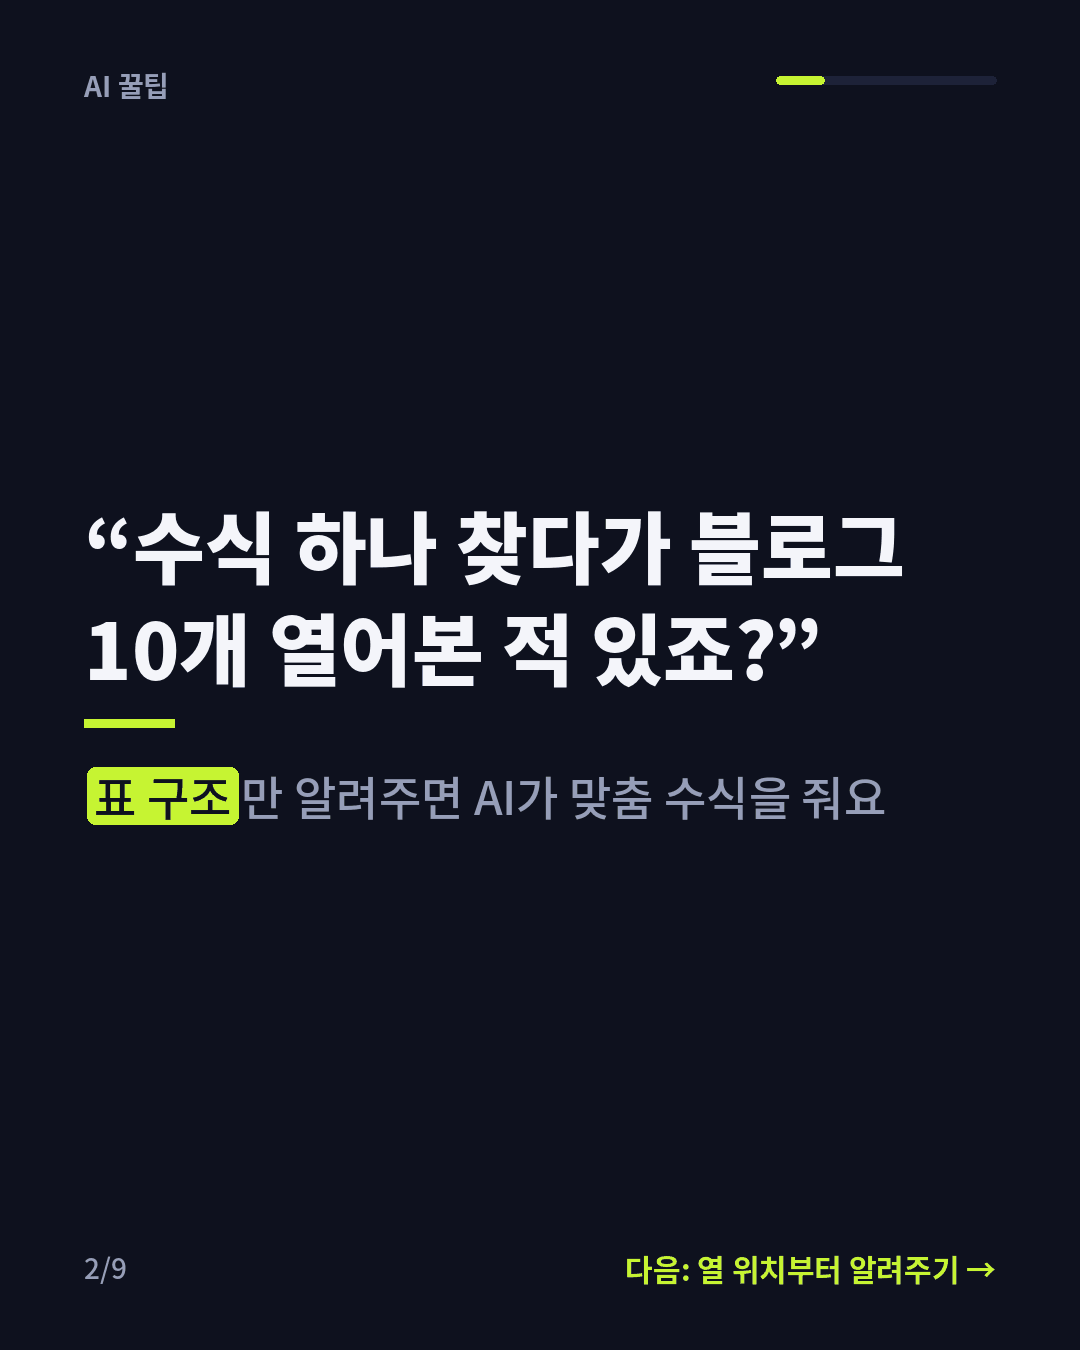 AI 꿀팁
“수식 하나 찾다가 블로그
10개 열어본 적 있죠?”
표 구조만 알려주면 AI가 맞춤 수식을 줘요
2/9
다음: 열 위치부터 알려주기 →